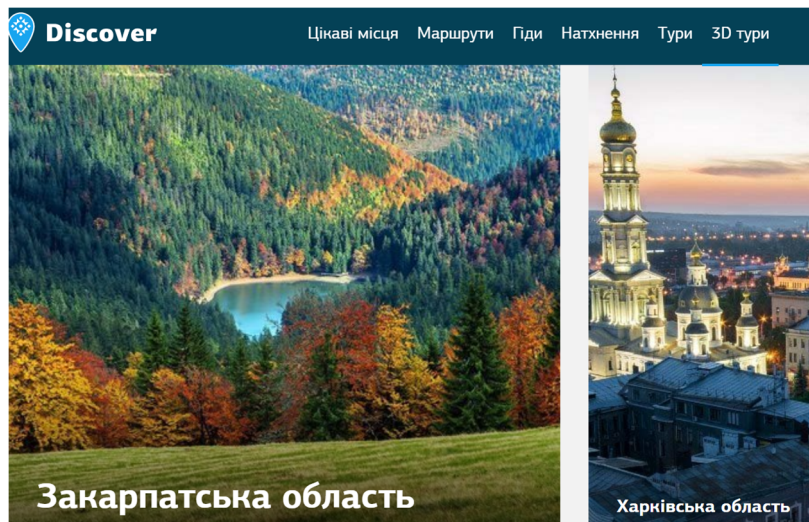 Discover
Цікаві місця Маршрути Гіди Натхнення Тури 3D тури
Закарпатська область
Харківська область